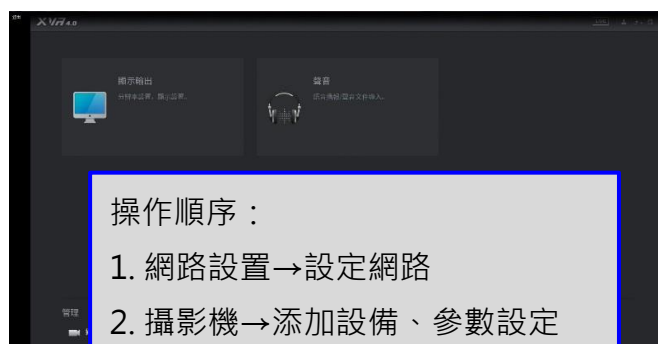 XVR 4.0
LIVE
顯示輸出
聲音
操作順序：
1. 網路設置→設定網路
管理
2. 攝影機→添加設備、參數設定